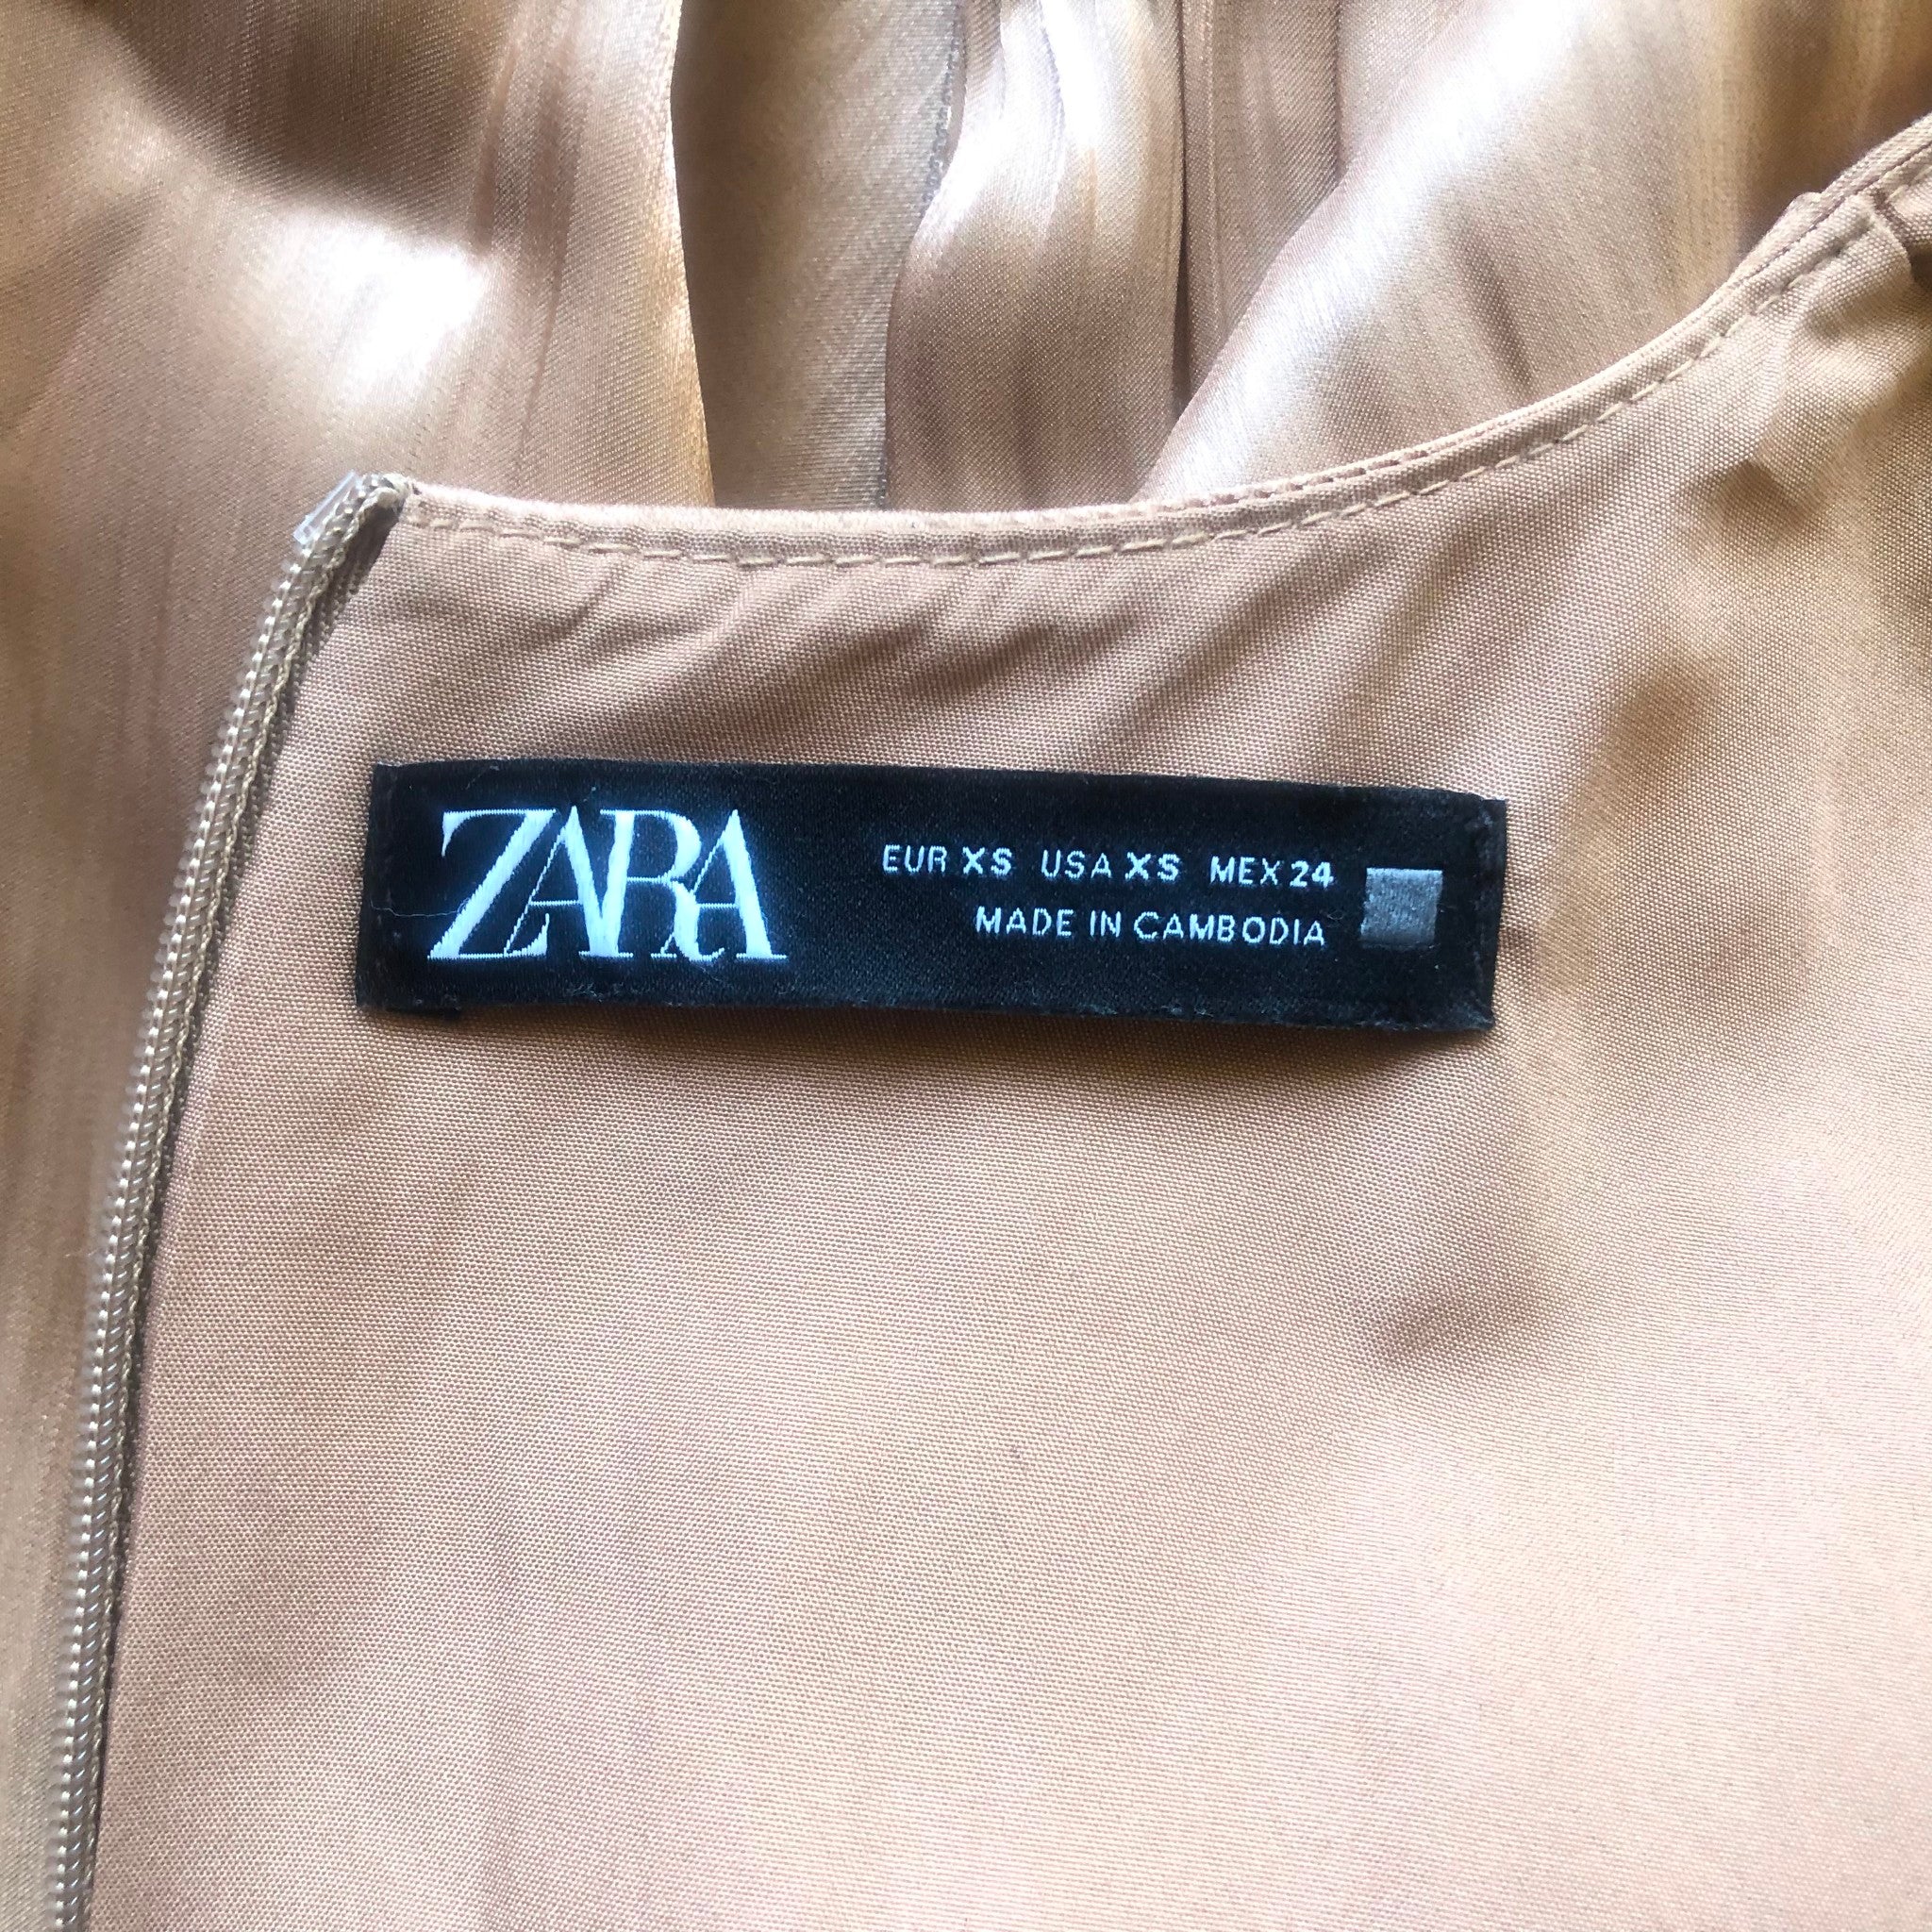 ZARA
EUR XS USA XS MEX 24
MADE IN CAMBODIA